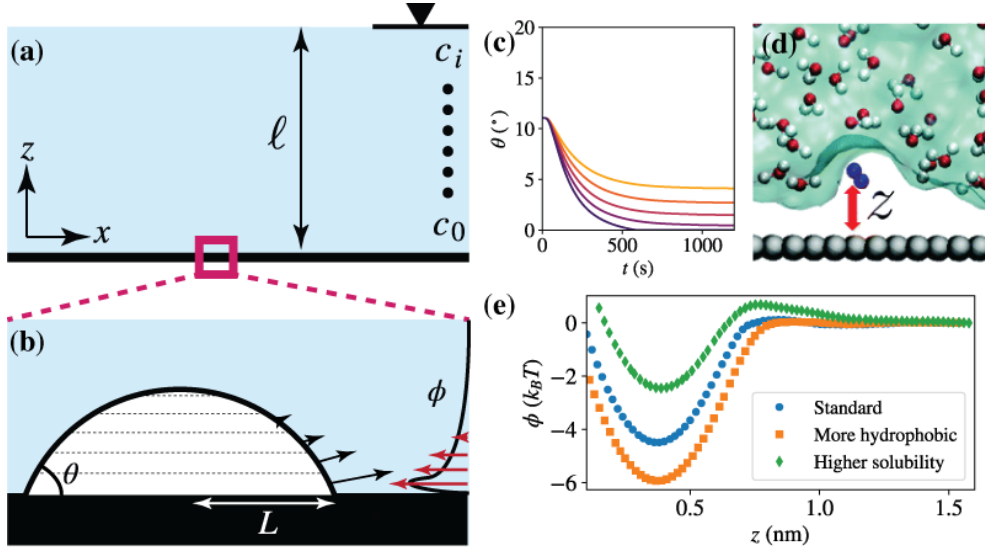 (a)
ℓ
z
x
c_i
c_0
(b)
θ
L
ϕ
(c)
20
15
10
5
0
θ (°)
0
500
1000
t (s)
(d)
z
(e)
0
−2
−4
−6
ϕ (k_BT)
Standard
More hydrophobic
Higher solubility
0.5
1.0
1.5
z (nm)